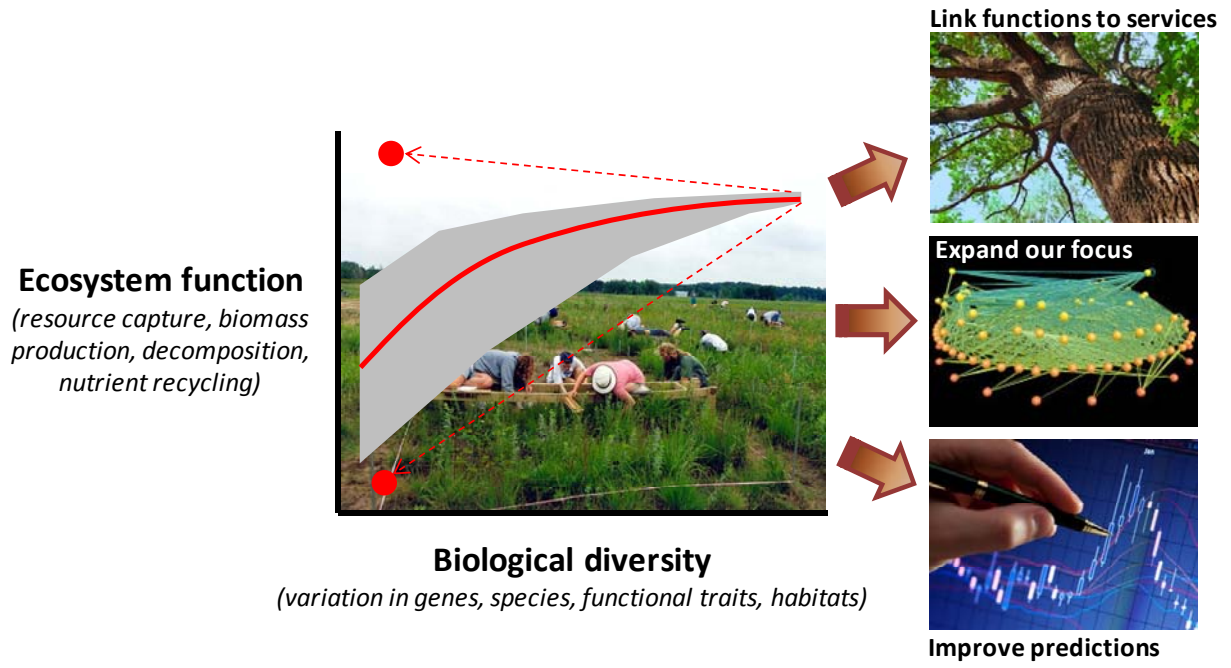 Link functions to services
Expand our focus
Ecosystem function
(resource capture, biomass
production, decomposition,
nutrient recycling)
Jan
Biological diversity
(variation in genes, species, functional traits, habitats)
Improve predictions